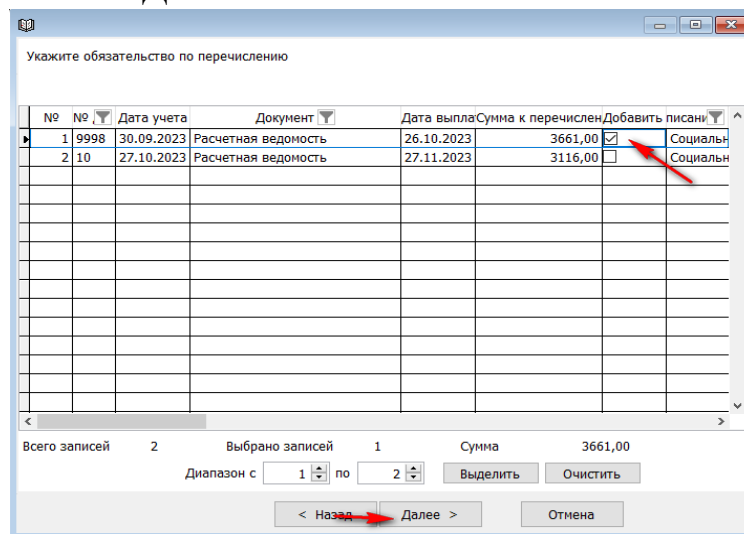 Укажите обязательство по перечислению
№ № Дата учета Документ Дата выпла Сумма к перечислен Добавить писани
1 9998 30.09.2023 Расчетная ведомость 26.10.2023 3661,00 Социальн
2 10 27.10.2023 Расчетная ведомость 27.11.2023 3116,00 Социальн
Всего записей 2 Выбрано записей 1 Сумма 3661,00
Диапазон с 1 по 2 Выделить Очистить
< Назад Далее > Отмена